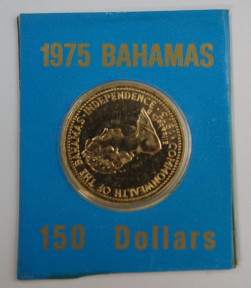 1975 BAHAMAS
COMMONWEALTH OF THE BAHAMAS · INDEPENDENCE
150 Dollars